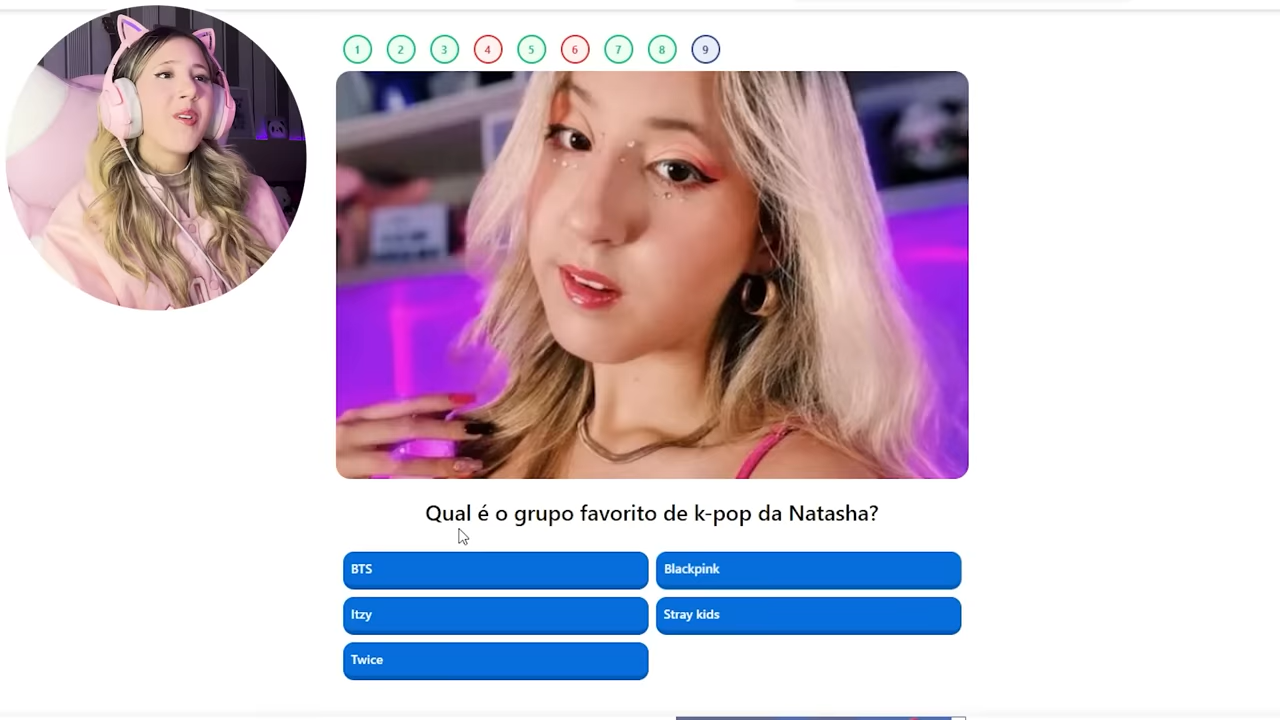 1 2 3 4 5 6 7 8 9
Qual é o grupo favorito de k-pop da Natasha?
BTS Blackpink
Itzy Stray kids
Twice